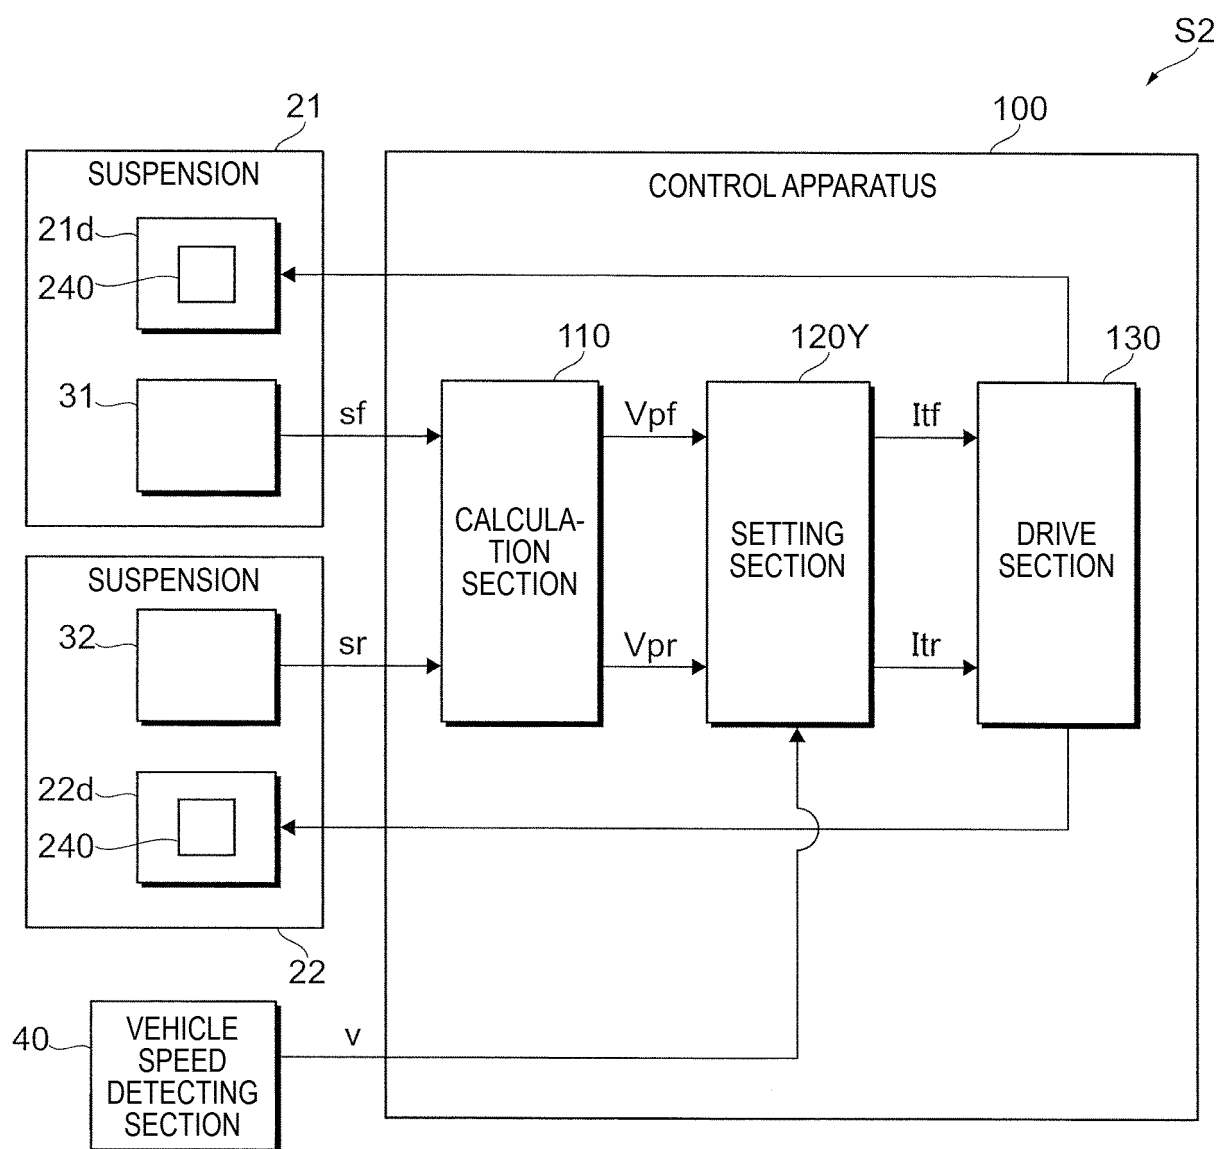 S2
21
100
SUSPENSION
CONTROL APPARATUS
21d
240
110
120Y
130
31
sf
Vpf
Itf
CALCULA-
TION
SECTION
SETTING
SECTION
DRIVE
SECTION
SUSPENSION
32
sr
Vpr
Itr
22d
240
22
40
VEHICLE
SPEED
DETECTING
SECTION
v